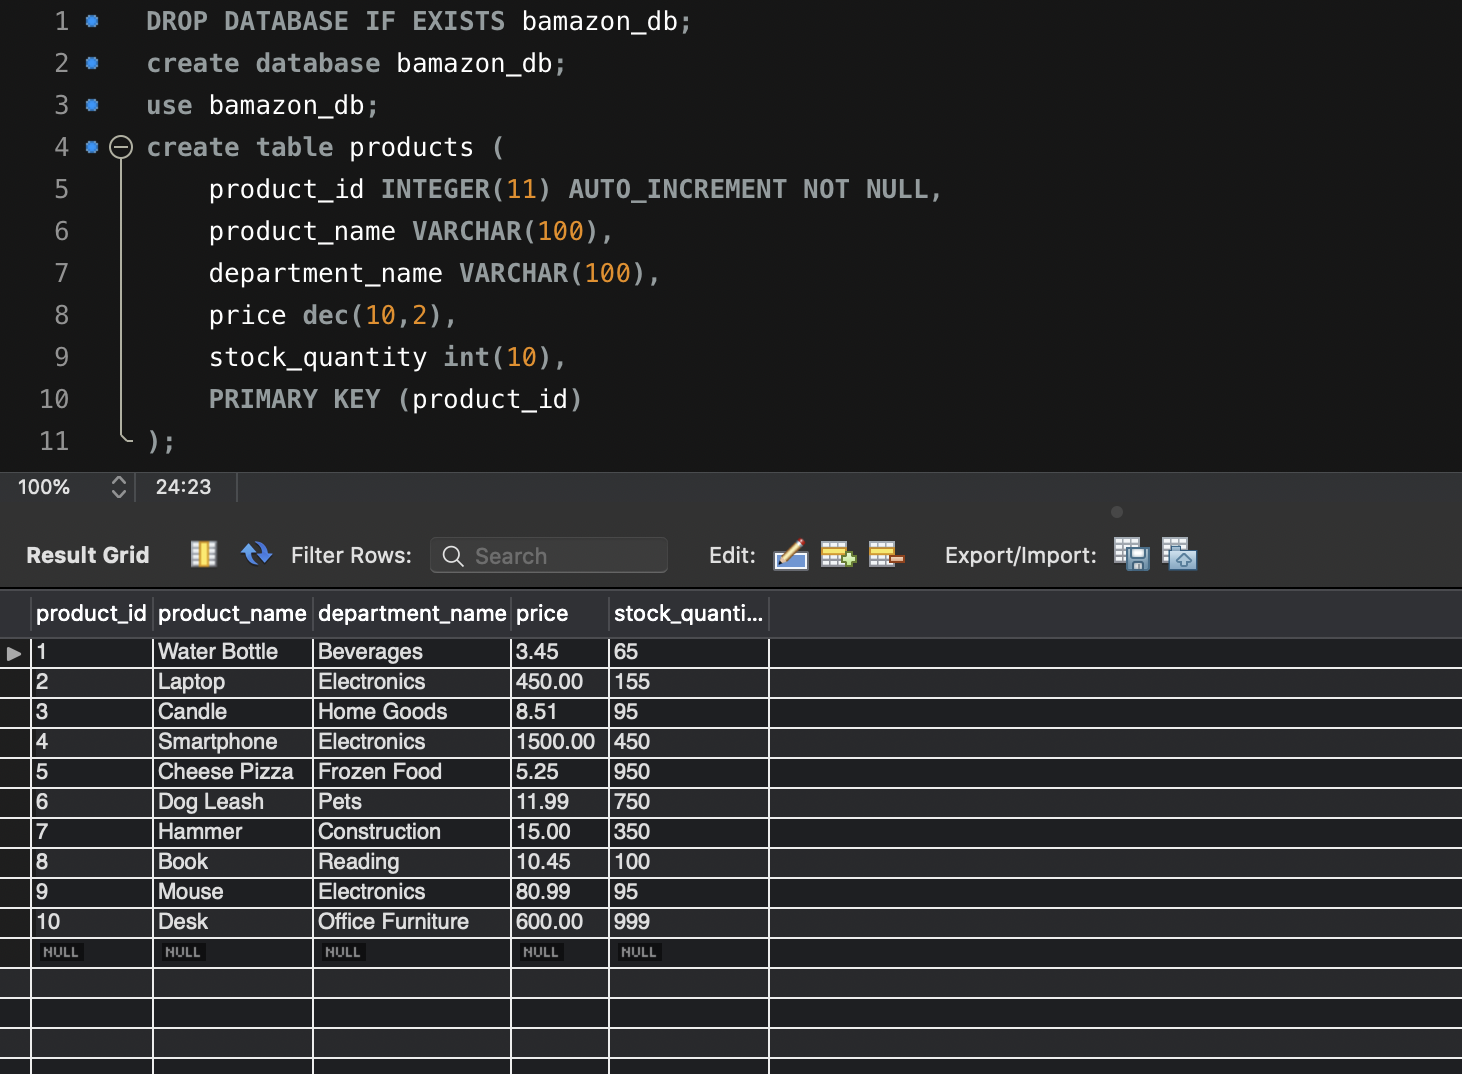 1 DROP DATABASE IF EXISTS bamazon_db;
2 create database bamazon_db;
3 use bamazon_db;
4 create table products (
5 product_id INTEGER(11) AUTO_INCREMENT NOT NULL,
6 product_name VARCHAR(100),
7 department_name VARCHAR(100),
8 price dec(10,2),
9 stock_quantity int(10),
10 PRIMARY KEY (product_id)
11 );
100% 24:23
Result Grid Filter Rows: Search Edit: Export/Import:
product_id product_name department_name price stock_quanti...
1 Water Bottle Beverages 3.45 65
2 Laptop Electronics 450.00 155
3 Candle Home Goods 8.51 95
4 Smartphone Electronics 1500.00 450
5 Cheese Pizza Frozen Food 5.25 950
6 Dog Leash Pets 11.99 750
7 Hammer Construction 15.00 350
8 Book Reading 10.45 100
9 Mouse Electronics 80.99 95
10 Desk Office Furniture 600.00 999
NULL NULL NULL NULL NULL